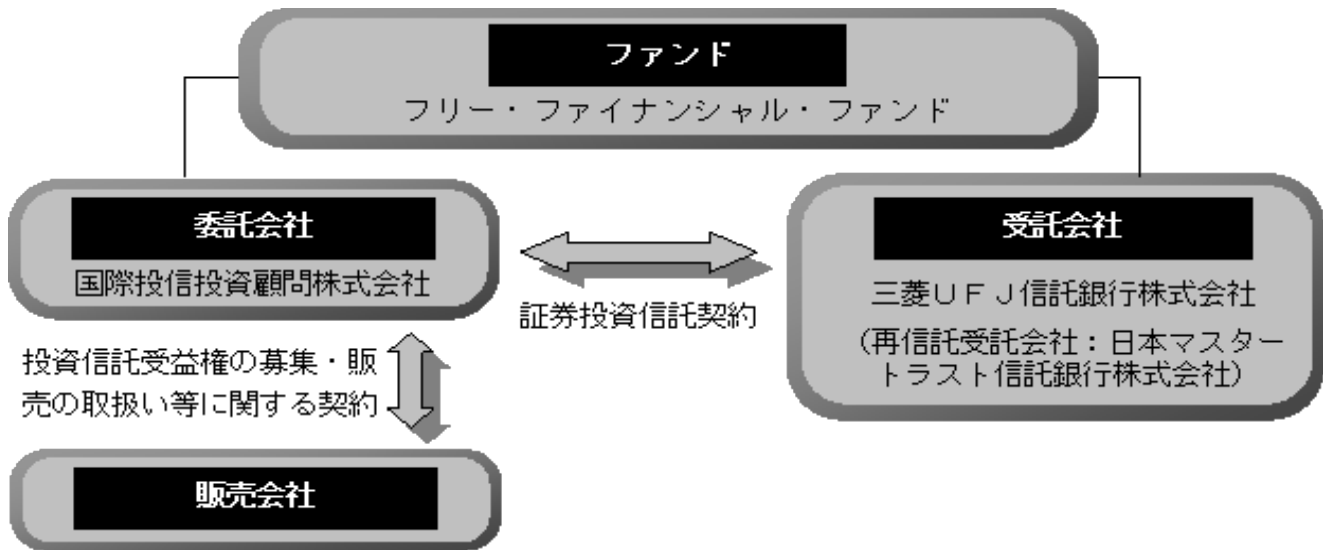 ファンド
フリー・ファイナンシャル・ファンド
委託会社
国際投信投資顧問株式会社
受託会社
三菱UFJ信託銀行株式会社
(再信託受託会社:日本マスター
トラスト信託銀行株式会社)
証券投資信託契約
投資信託受益権の募集・販
売の取扱い等に関する契約
販売会社